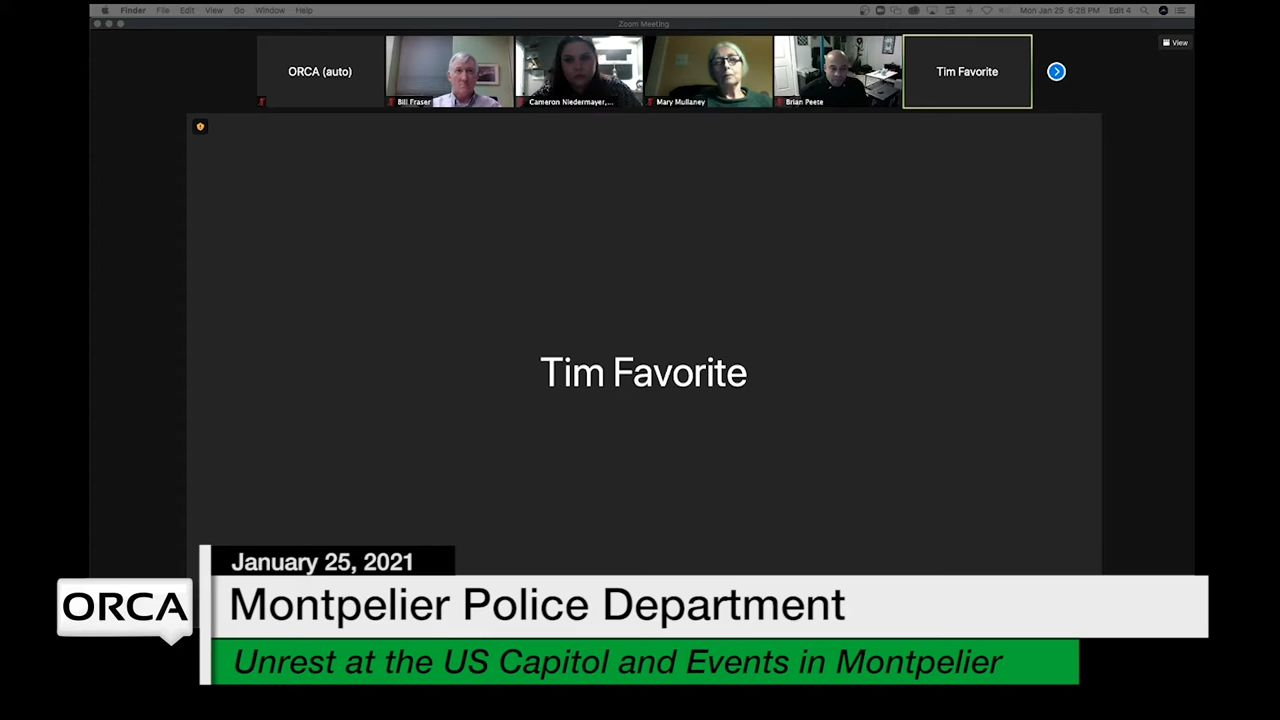 Finder File Edit View Go Window Help Mon Jan 25 6:28 PM Edit 4
Zoom Meeting
View
ORCA (auto)
Bill Fraser
Cameron Niedermayer,...
Mary Mullaney
Brian Peete
Tim Favorite
Tim Favorite
January 25, 2021
ORCA
Montpelier Police Department
Unrest at the US Capitol and Events in Montpelier